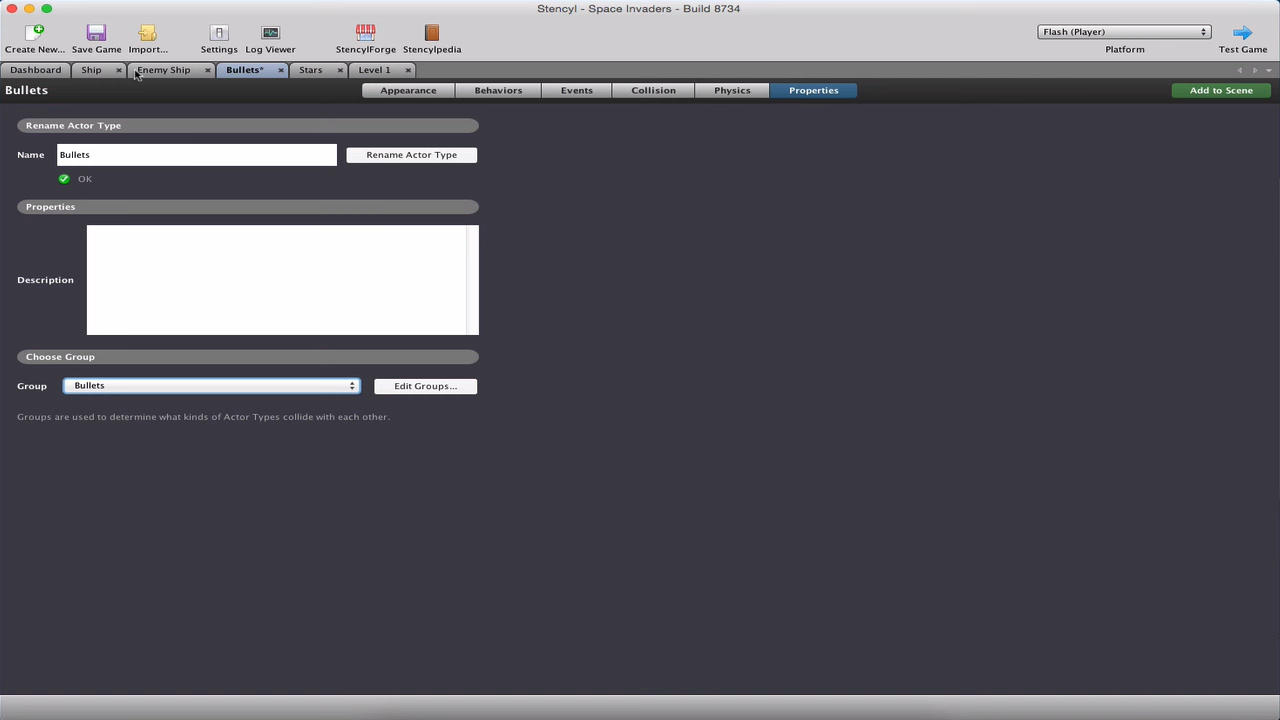 Stencyl - Space Invaders - Build 8734
Create New... Save Game Import... Settings Log Viewer StencylForge Stencylpedia
Flash (Player)
Platform Test Game
Dashboard Ship Enemy Ship Bullets* Stars Level 1
Bullets Appearance Behaviors Events Collision Physics Properties Add to Scene
Rename Actor Type
Name Bullets Rename Actor Type
OK
Properties
Description
Choose Group
Group Bullets Edit Groups...
Groups are used to determine what kinds of Actor Types collide with each other.